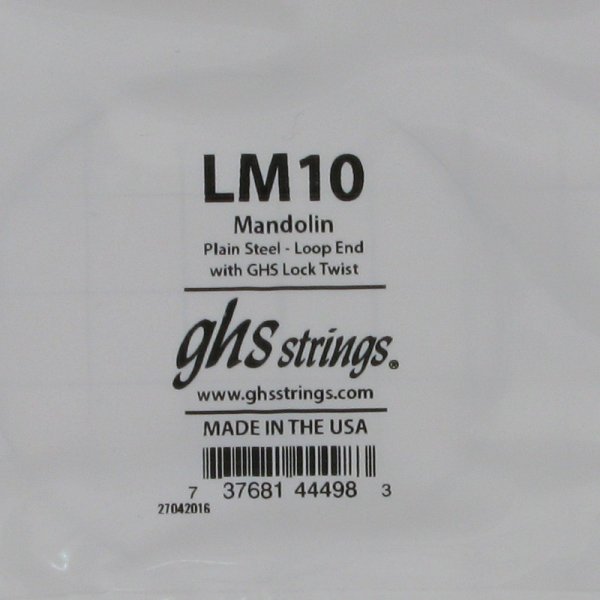 LM10
Mandolin
Plain Steel - Loop End
with GHS Lock Twist
ghs strings®
www.ghsstrings.com
MADE IN THE USA
7 37681 44498 3
27042016